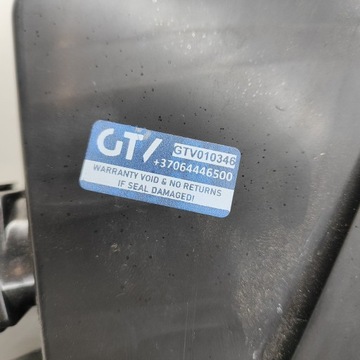 GTV GTV010346
+37064446500
WARRANTY VOID & NO RETURNS
IF SEAL DAMAGED!